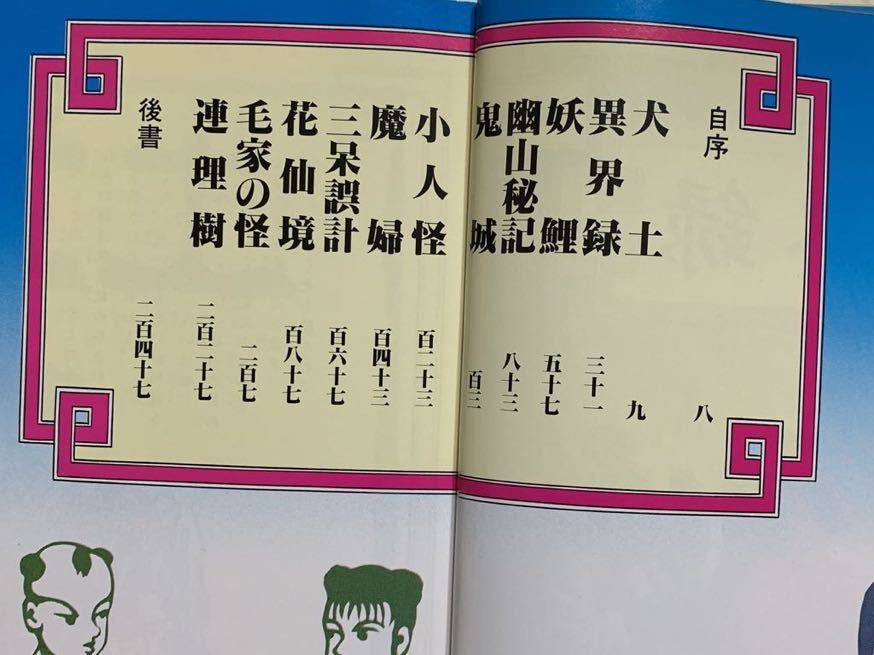 自序 八
犬士 九
異界録 三十一
妖鯉 五十七
幽山秘記 八十三
鬼城 百三
小人怪 百二十三
魔婦 百四十三
三呆誤計 百六十七
花仙境 百八十七
毛家の怪 二百七
連理樹 二百二十七
後書 二百四十七